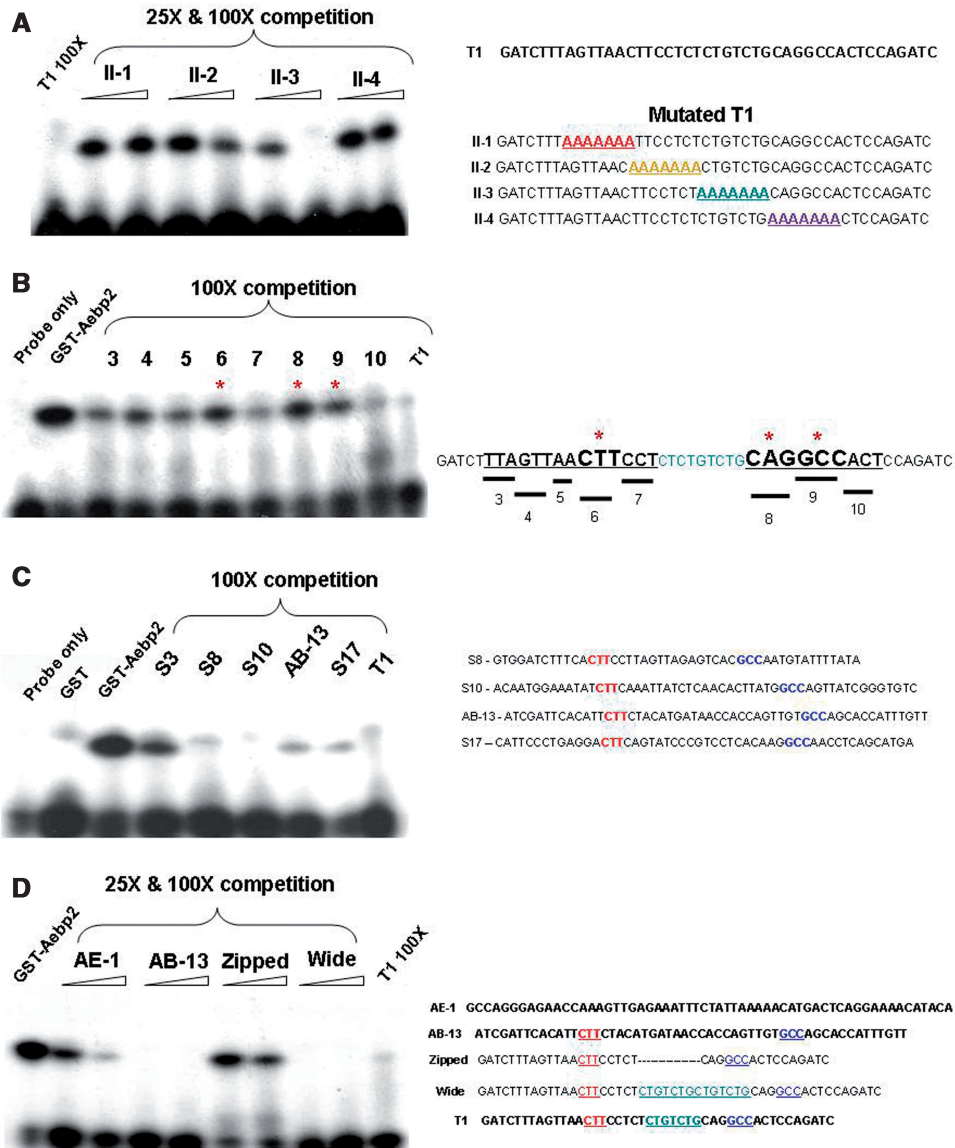 A
25X & 100X competition
T1 100X
II-1 II-2 II-3 II-4
T1 GATCTTTAGTTAACTTCCTCTCTGTCTGCAGGCCACTCCAGATC
Mutated T1
II-1 GATCTTTAAAAAAATTCCTCTCTGTCTGCAGGCCACTCCAGATC
II-2 GATCTTTAGTTAACAAAAAAACTGTCTGCAGGCCACTCCAGATC
II-3 GATCTTTAGTTAACTTCCTCTAAAAAAACAGGCCACTCCAGATC
II-4 GATCTTTAGTTAACTTCCTCTCTGTCTGAAAAAAACTCCAGATC
B
100X competition
Probe only
GST-Aebp2
3 4 5 6 7 8 9 10 T1
* * *
* * *
GATCTTTAGTTAACTTCCTCTCTGTCTGCAGGCCACTCCAGATC
3 4 5 6 7 8 9 10
C
100X competition
Probe only
GST
GST-Aebp2
S3 S8 S10 AB-13 S17 T1
S8 - GTGGATCTTTCACTTCCTTAGTTAGAGTCACGCCAATGTATTTTATA
S10 - ACAATGGAAATATCTTCAAATTATCTCAACACTTATGGCCAGTTATCGGGTGTC
AB-13 - ATCGATTCACATTCTTCTACATGATAACCACCAGTTGTGCCAGCACCATTTGTT
S17 – CATTCCCTGAGGACTTCAGTATCCCGTCCTCACAAGGCCAACCTCAGCATGA
D
25X & 100X competition
GST-Aebp2
AE-1 AB-13 Zipped Wide
T1 100X
AE-1 GCCAGGGAGAACCAAAGTTGAGAAATTTCTATTAAAAACATGACTCAGGAAAACATACA
AB-13 ATCGATTCACATTCTTCTACATGATAACCACCAGTTGTGCCAGCACCATTTGTT
Zipped GATCTTTAGTTAACTTCCTCT-----------CAGGCCACTCCAGATC
Wide GATCTTTAGTTAACTTCCTCTCTGTCTGCTGTCTGCAGGCCACTCCAGATC
T1 GATCTTTAGTTAACTTCCTCTCTGTCTGCAGGCCACTCCAGATC